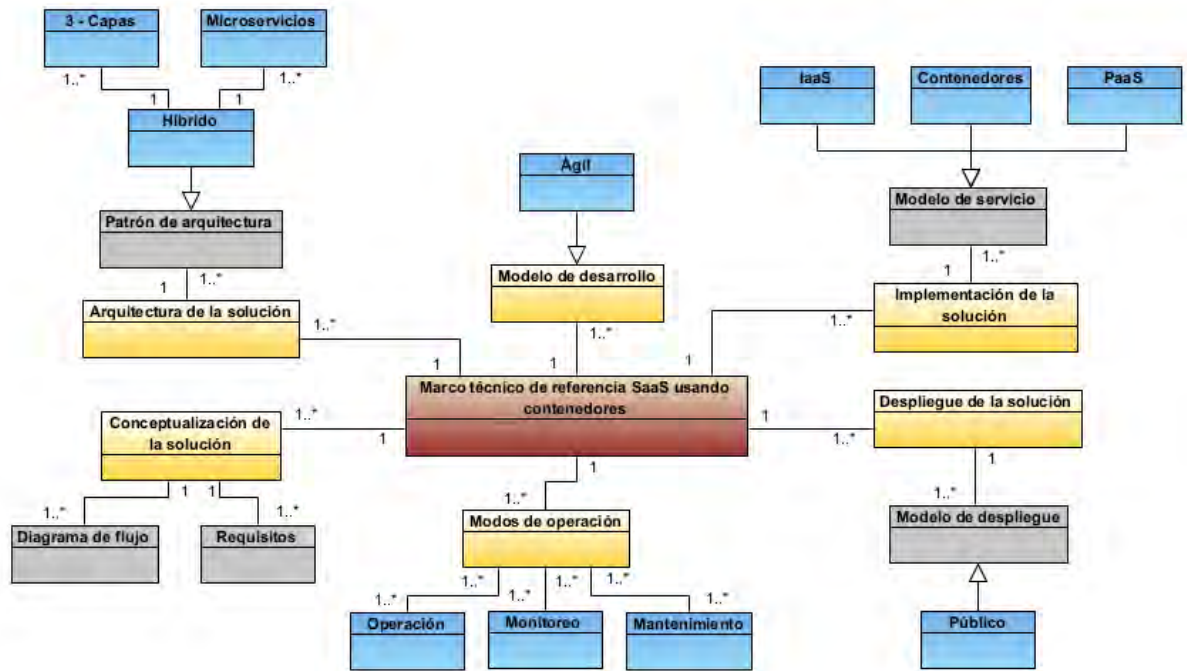 3 - Capas
Microservicios
1..*
1..*
1
1
Híbrido
Patrón de arquitectura
1..*
1
Arquitectura de la solución
1..*
1
Ágil
Modelo de desarrollo
1..*
1
IaaS
Contenedores
PaaS
Modelo de servicio
1..*
1
Implementación de la
solución
1..*
1
Marco técnico de referencia SaaS usando
contenedores
Conceptualización de
la solución
1..*
1
1
1
1..*
1..*
Diagrama de flujo
Requisitos
Despliegue de la solución
1
1..*
1
1..*
Modelo de despliegue
Público
1
1..*
Modos de operación
1..*
1..*
1..*
1..*
1..*
1..*
Operación
Monitoreo
Mantenimiento